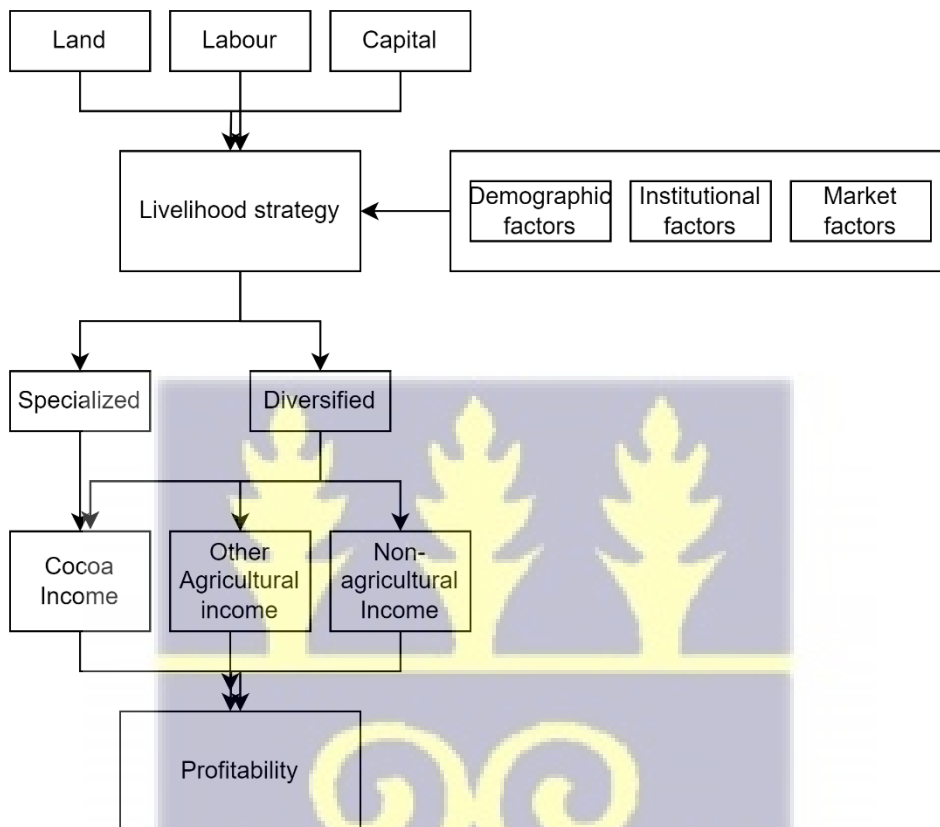 Land
Labour
Capital
Livelihood strategy
Demographic
factors
Institutional
factors
Market
factors
Specialized
Diversified
Cocoa
Income
Other
Agricultural
income
Non-
agricultural
Income
Profitability